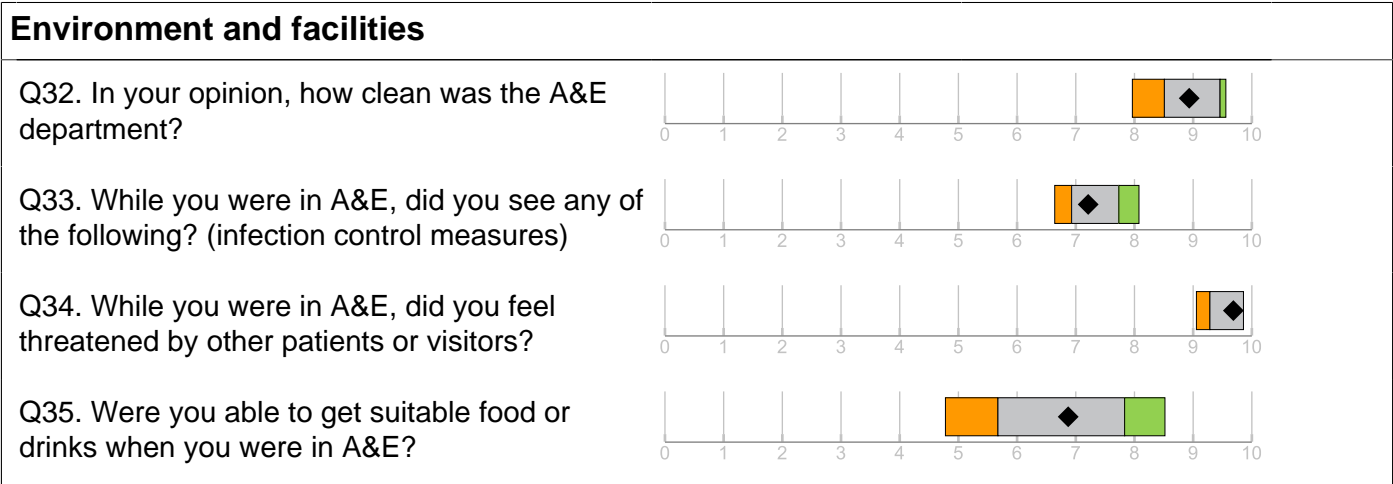 Environment and facilities
Q32. In your opinion, how clean was the A&E
department?
0 1 2 3 4 5 6 7 8 9 10
Q33. While you were in A&E, did you see any of
the following? (infection control measures)
0 1 2 3 4 5 6 7 8 9 10
Q34. While you were in A&E, did you feel
threatened by other patients or visitors?
0 1 2 3 4 5 6 7 8 9 10
Q35. Were you able to get suitable food or
drinks when you were in A&E?
0 1 2 3 4 5 6 7 8 9 10